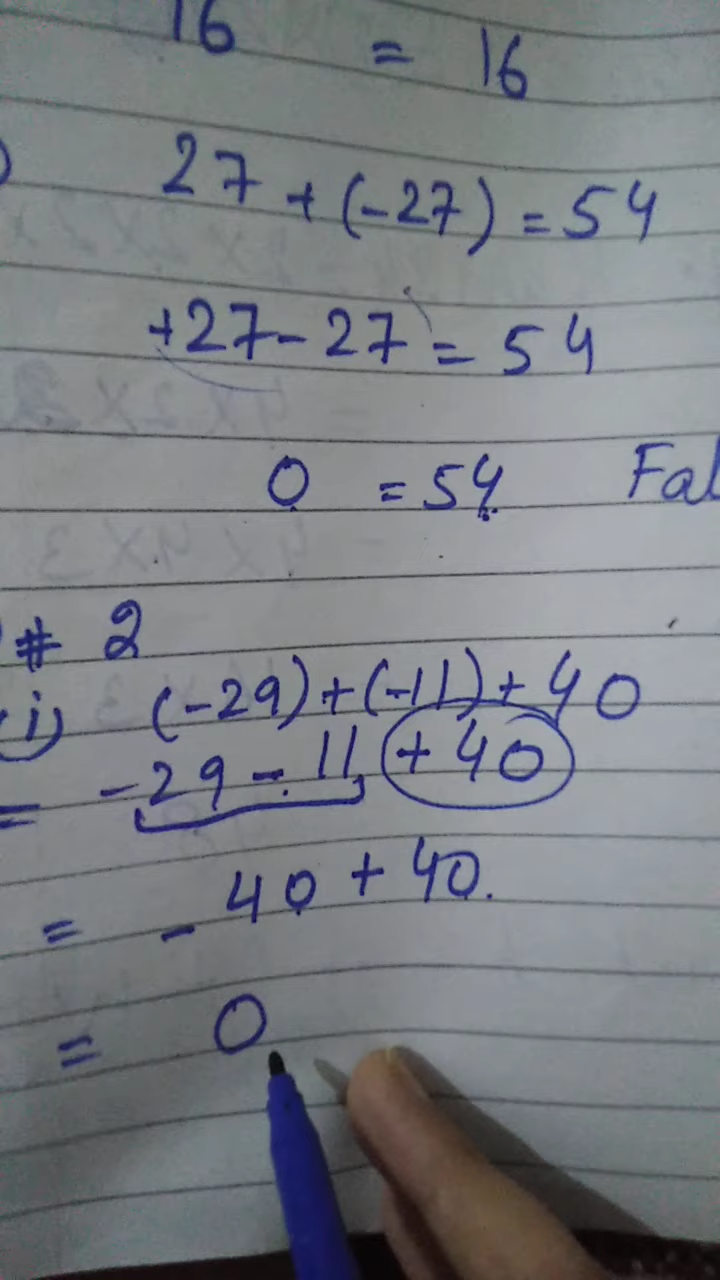 16 = 16
) 27 + (-27) = 54
+27 - 27 = 54
0 = 54 Fal
# 2
(i) (-29) + (-11) + 40
= -29 - 11 + 40
= - 40 + 40.
= 0